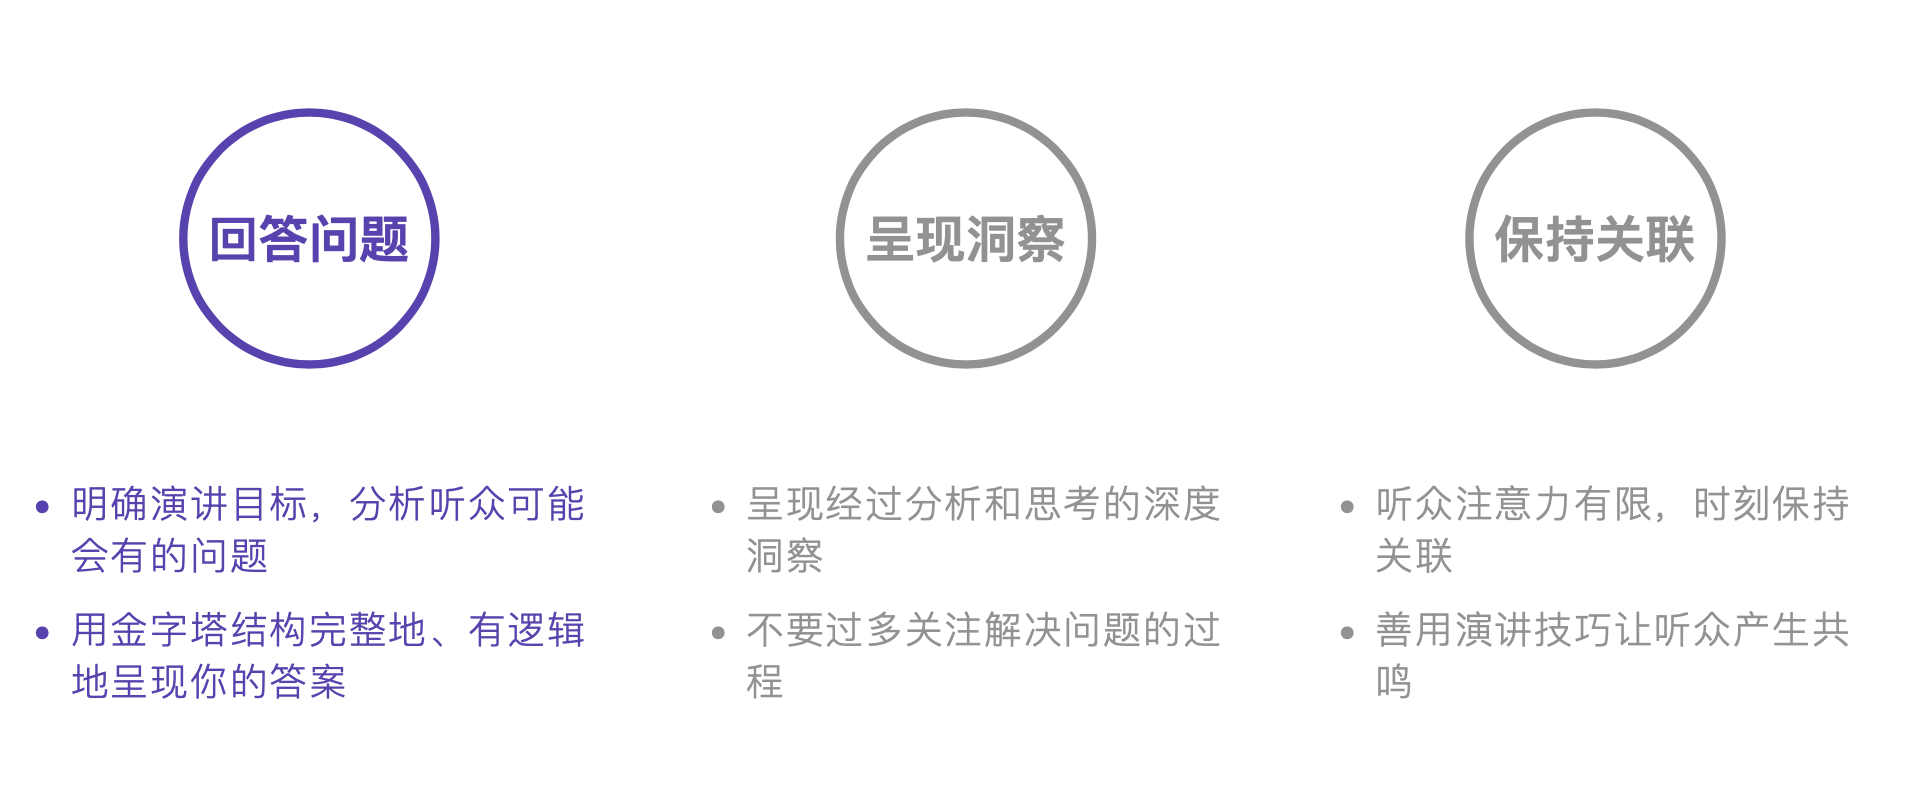 回答问题
呈现洞察
保持关联
• 明确演讲目标，分析听众可能
会有的问题
• 用金字塔结构完整地、有逻辑
地呈现你的答案
• 呈现经过分析和思考的深度
洞察
• 不要过多关注解决问题的过
程
• 听众注意力有限，时刻保持
关联
• 善用演讲技巧让听众产生共
鸣